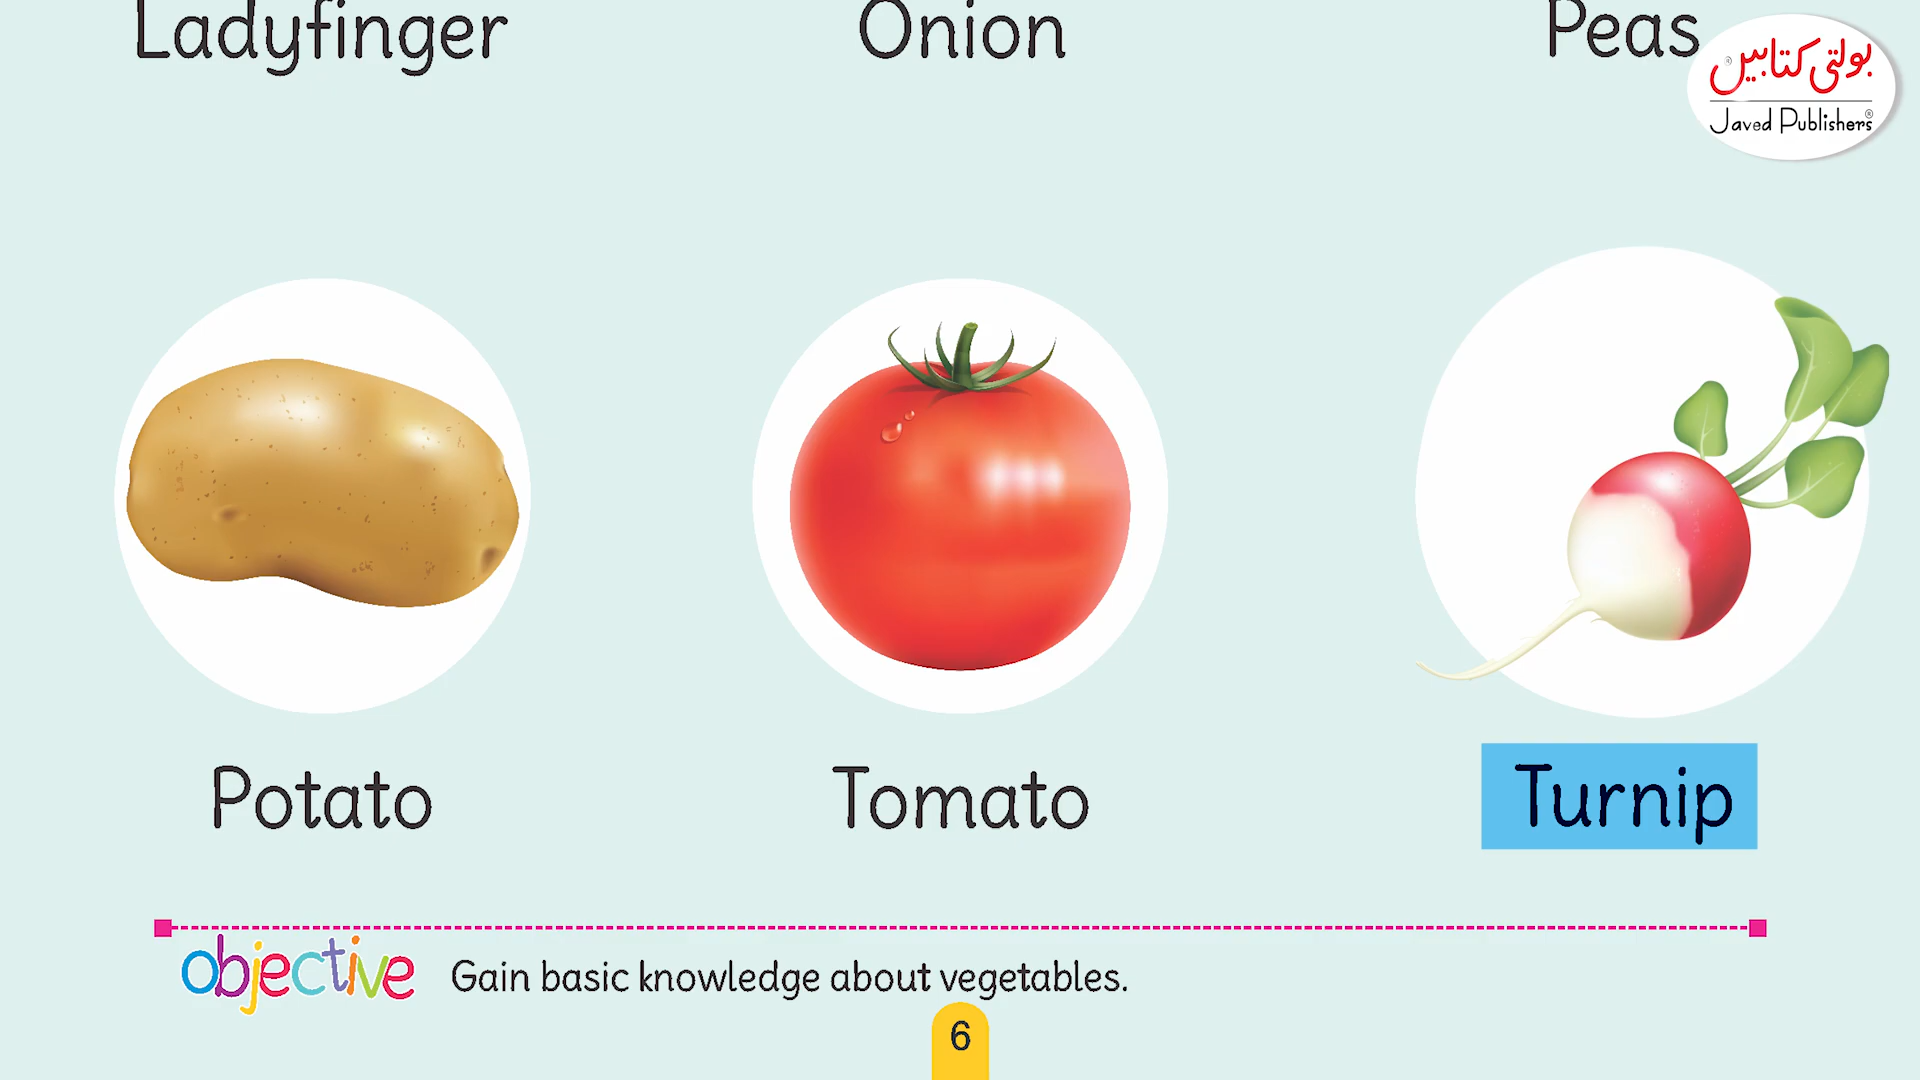 Ladyfinger
Onion
Peas
بولتی کتابیں®
Javed Publishers®
Potato
Tomato
Turnip
objective
Gain basic knowledge about vegetables.
6